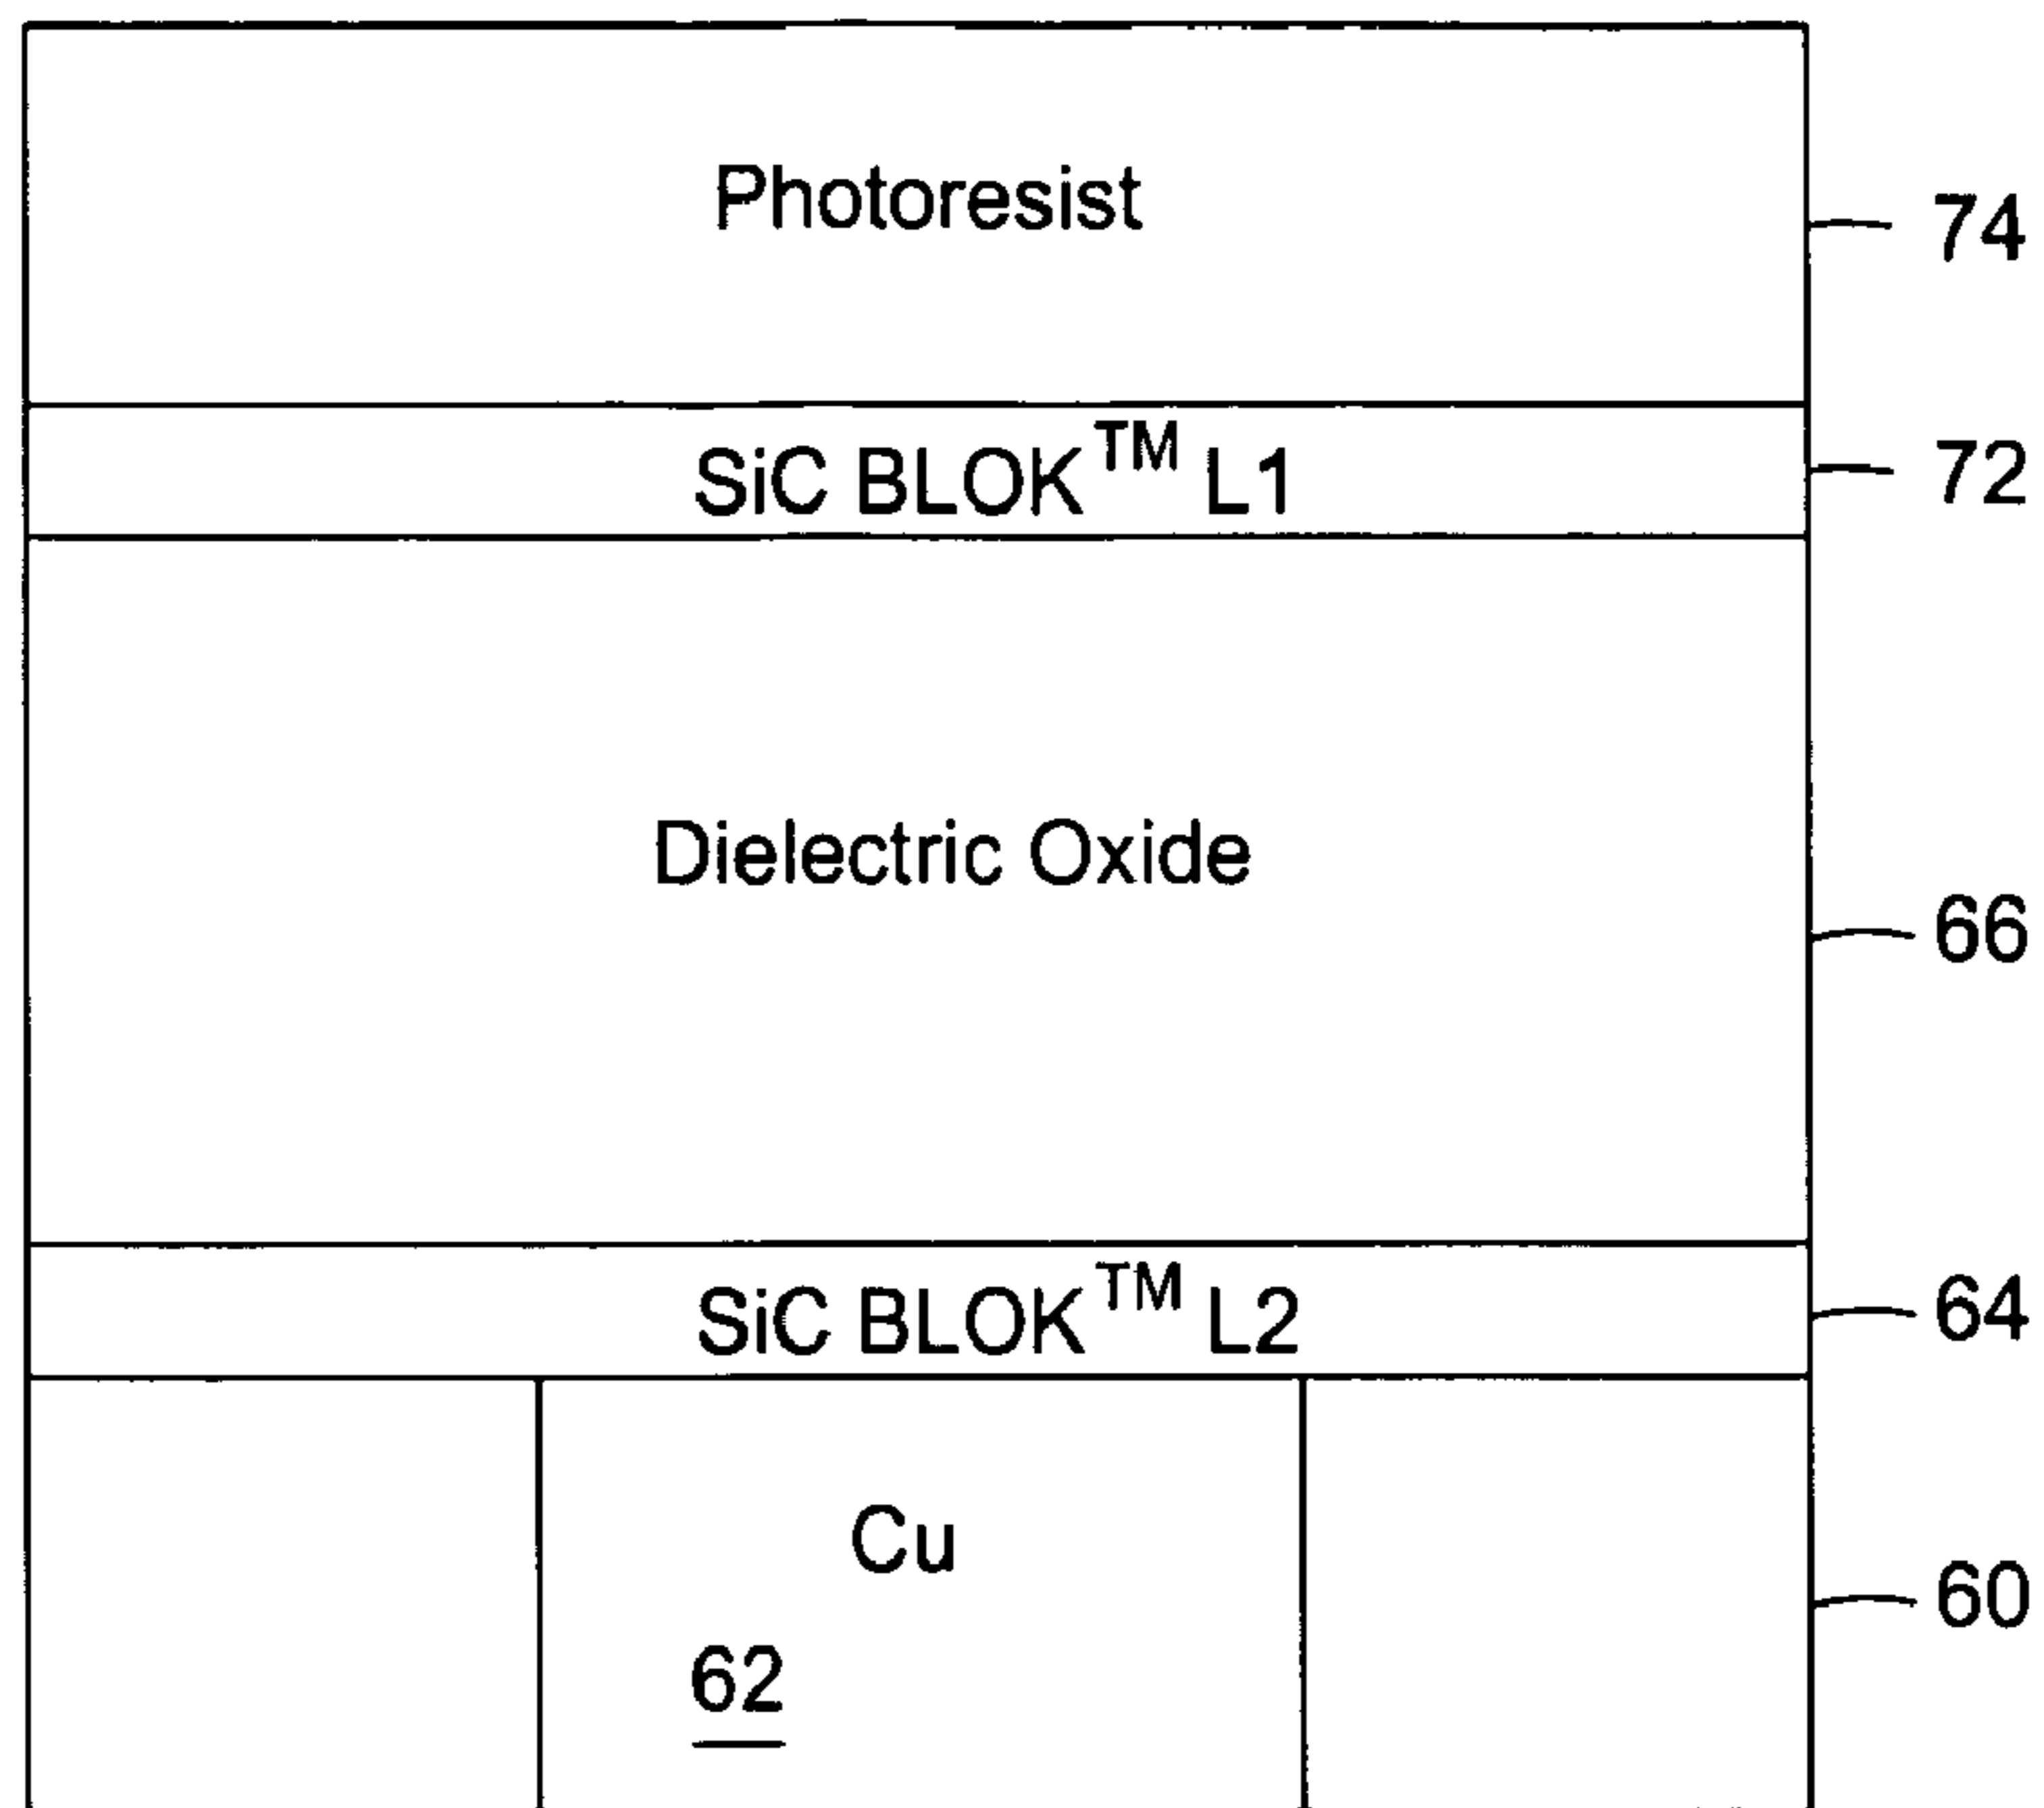 Photoresist
74
SiC BLOK™ L1
72
Dielectric Oxide
66
SiC BLOK™ L2
64
Cu
60
62